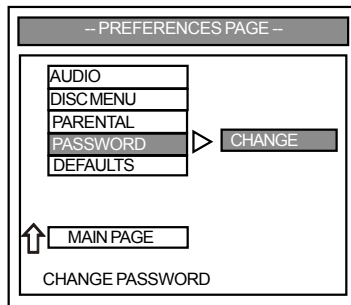 -- PREFERENCES PAGE --
AUDIO
DISC MENU
PARENTAL
PASSWORD
CHANGE
DEFAULTS
MAIN PAGE
CHANGE PASSWORD